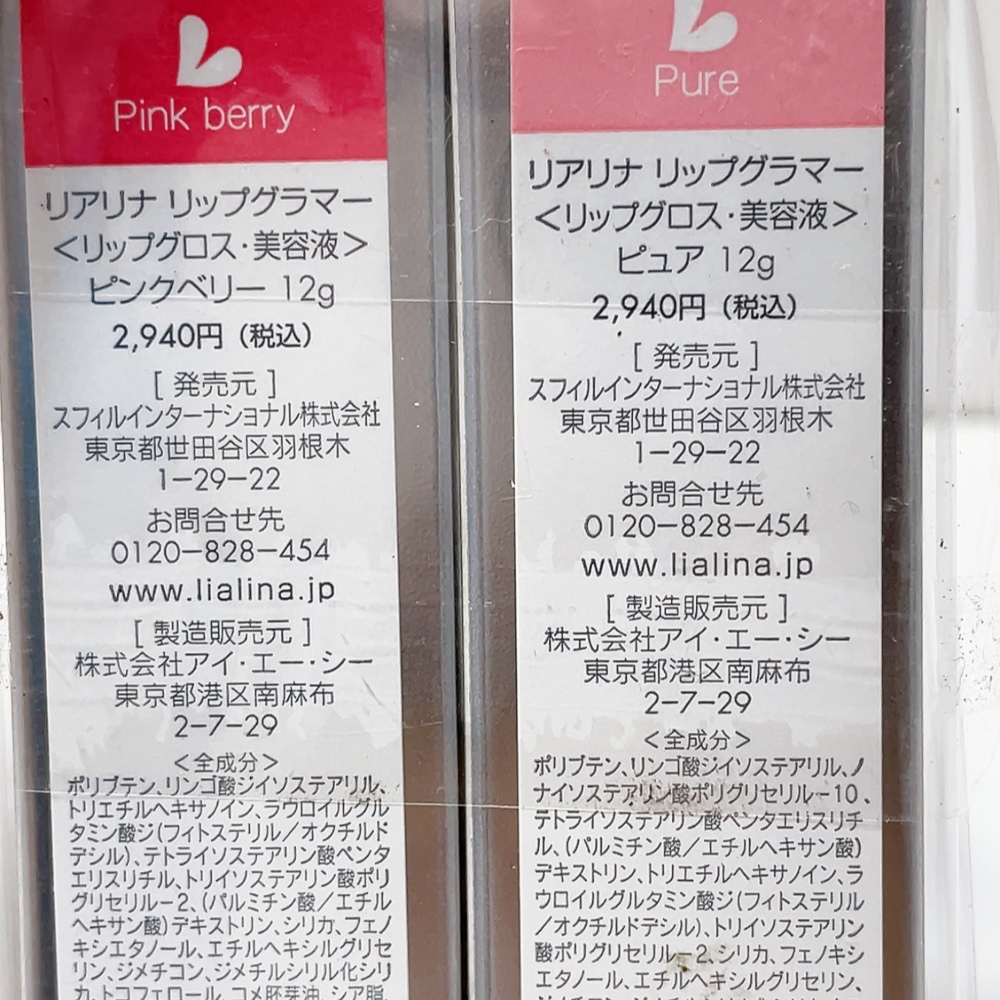 Pink berry
リアリナ リップグラマー
<リップグロス・美容液>
ピンクベリー 12g
2,940円（税込）
[ 発売元 ]
スフィルインターナショナル株式会社
東京都世田谷区羽根木
1-29-22
お問合せ先
0120-828-454
www.lialina.jp
[ 製造販売元 ]
株式会社アイ・エー・シー
東京都港区南麻布
2-7-29
<全成分>
ポリブテン、リンゴ酸ジイソステアリル、
トリエチルヘキサノイン、ラウロイルグル
タミン酸ジ(フィトステリル/オクチルド
デシル)、テトライソステアリン酸ペンタ
エリスリチル、トリイソステアリン酸ポリ
グリセリル-2、(パルミチン酸/エチル
ヘキサン酸)デキストリン、シリカ、フェノ
キシエタノール、エチルヘキシルグリセ
リン、ジメチコン、ジメチルシリル化シリ
カ、トコフェロール、コメ胚芽油、シア脂、
Pure
リアリナ リップグラマー
<リップグロス・美容液>
ピュア 12g
2,940円（税込）
[ 発売元 ]
スフィルインターナショナル株式会社
東京都世田谷区羽根木
1-29-22
お問合せ先
0120-828-454
www.lialina.jp
[ 製造販売元 ]
株式会社アイ・エー・シー
東京都港区南麻布
2-7-29
<全成分>
ポリブテン、リンゴ酸ジイソステアリル、ノ
ナイソステアリン酸ポリグリセリル-10、
テトライソステアリン酸ペンタエリスリチ
ル、(パルミチン酸/エチルヘキサン酸)
デキストリン、トリエチルヘキサノイン、ラ
ウロイルグルタミン酸ジ(フィトステリル
/オクチルドデシル)、トリイソステアリン
酸ポリグリセリル-2、シリカ、フェノキシ
エタノール、エチルヘキシルグリセリン、